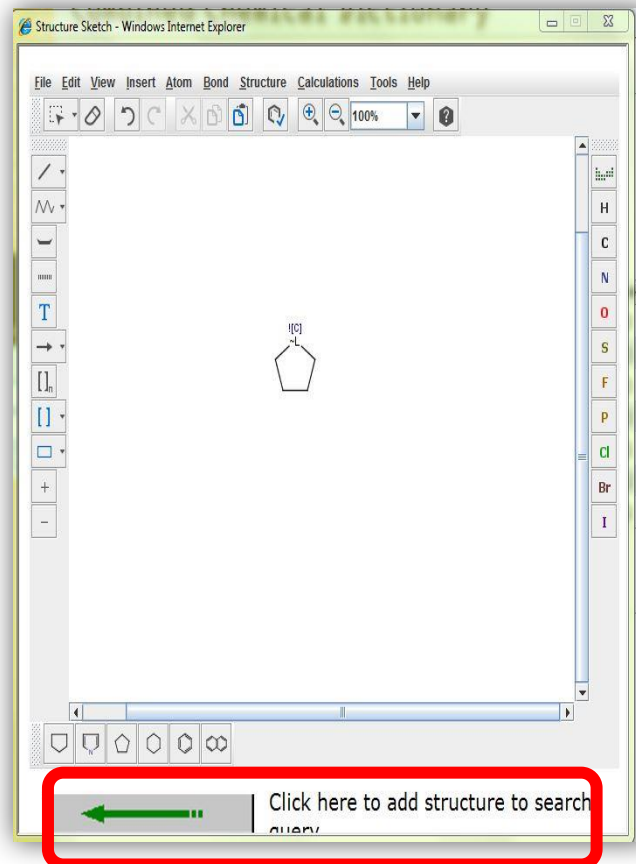 Structure Sketch - Windows Internet Explorer
File Edit View Insert Atom Bond Structure Calculations Tools Help
100%
H
C
N
T
O
S
[ ]n
F
[ ]
P
Cl
Br
I
![C]
~L
N
Click here to add structure to search
query